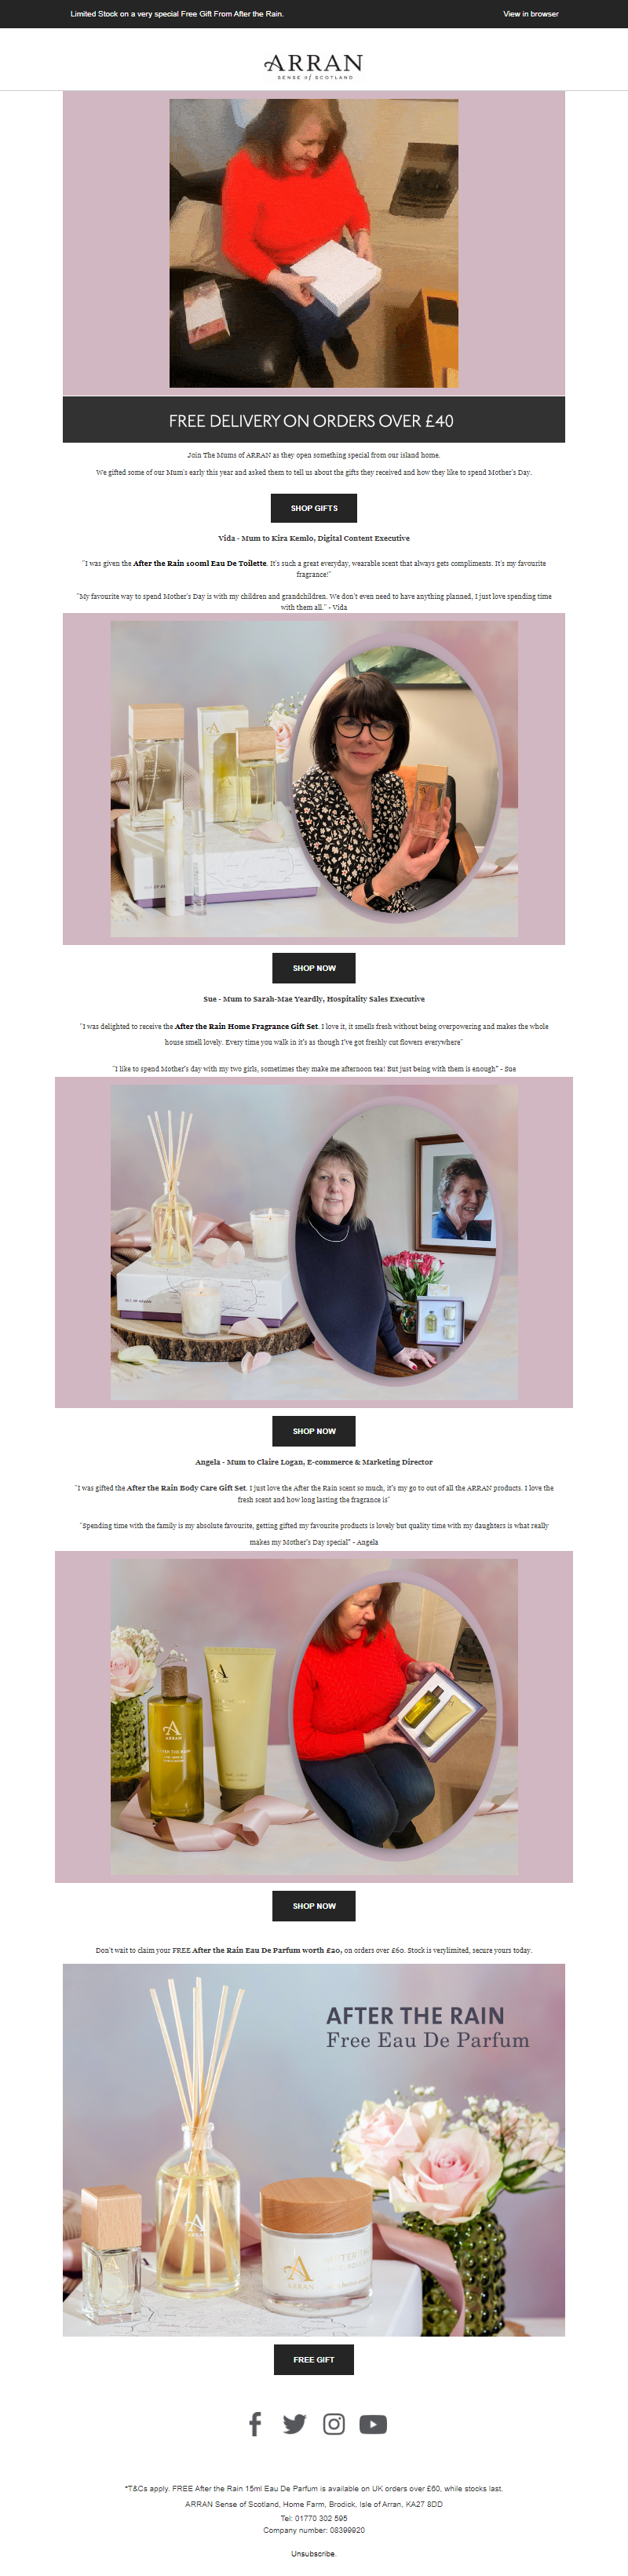 Limited Stock on a very special Free Gift From After the Rain.
View in browser
ARRAN
SENSE of SCOTLAND
FREE DELIVERY ON ORDERS OVER £40
Join The Mums of ARRAN as they open something special from our island home.
We gifted some of our Mum's early this year and asked them to tell us about the gifts they received and how they like to spend Mother's Day.
SHOP GIFTS
Vida - Mum to Kira Kemlo, Digital Content Executive
"I was given the After the Rain 100ml Eau De Toilette. It's such a great everyday, wearable scent that always gets compliments. It's my favourite
fragrance!"
"My favourite way to spend Mother's Day is with my children and grandchildren. We don't even need to have anything planned, I just love spending time
with them all." - Vida
SHOP NOW
Sue - Mum to Sarah-Mae Yeardly, Hospitality Sales Executive
"I was delighted to receive the After the Rain Home Fragrance Gift Set. I love it, it smells fresh without being overpowering and makes the whole
house smell lovely. Every time you walk in it's as though I've got freshly cut flowers everywhere"
"I like to spend Mother's day with my two girls, sometimes they make me afternoon tea! But just being with them is enough" - Sue
SHOP NOW
Angela - Mum to Claire Logan, E-commerce & Marketing Director
"I was gifted the After the Rain Body Care Gift Set. I just love the After the Rain scent so much, it's my go to out of all the ARRAN products. I love the
fresh scent and how long lasting the fragrance is"
"Spending time with the family is my absolute favourite, getting gifted my favourite products is lovely but quality time with my daughters is what really
makes my Mother's Day special" - Angela
A
ARRAN
AFTER THE RAIN
SHOP NOW
Don't wait to claim your FREE After the Rain Eau De Parfum worth £20, on orders over £60. Stock is verylimited, secure yours today.
AFTER THE RAIN
Free Eau De Parfum
A
ARRAN
A
ARRAN
FREE GIFT
*T&Cs apply. FREE After the Rain 15ml Eau De Parfum is available on UK orders over £60, while stocks last.
ARRAN Sense of Scotland, Home Farm, Brodick, Isle of Arran, KA27 8DD
Tel: 01770 302 595
Company number: 08399920
Unsubscribe.